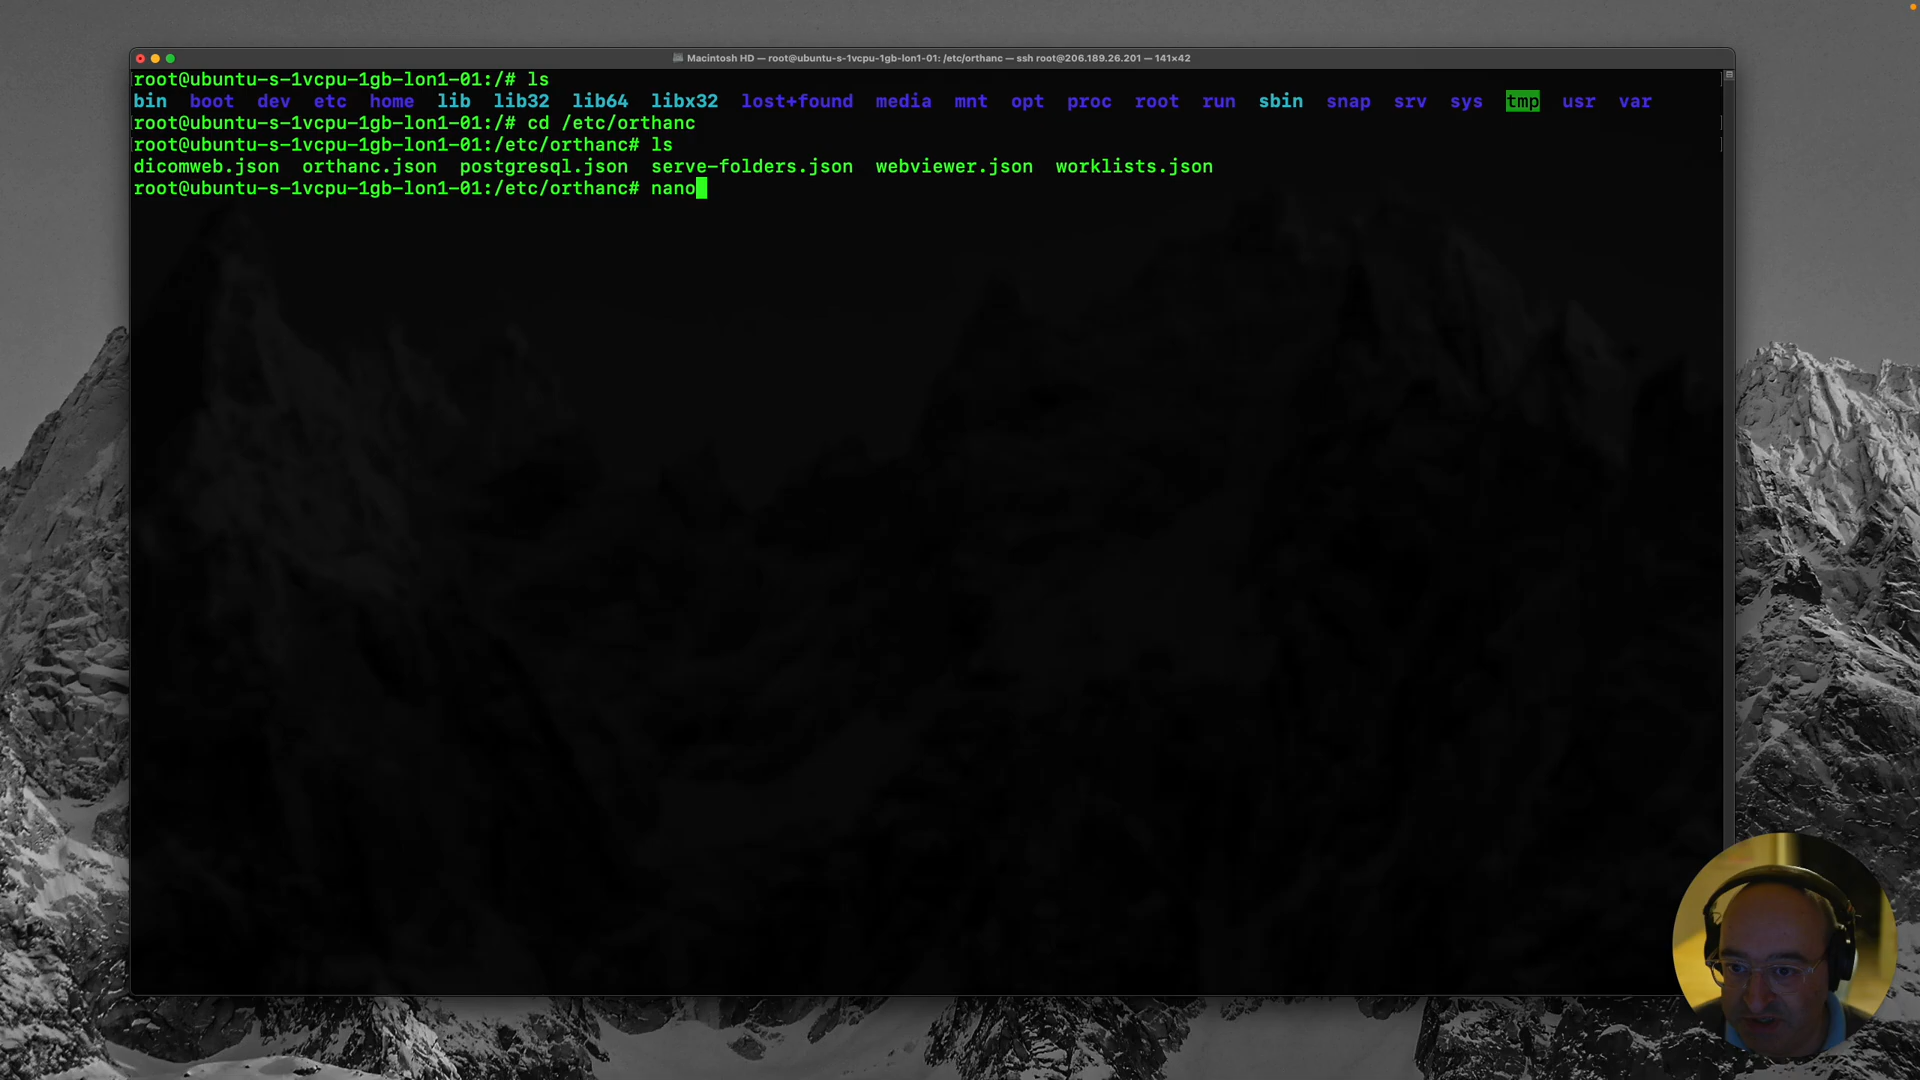 Macintosh HD — root@ubuntu-s-1vcpu-1gb-lon1-01: /etc/orthanc — ssh root@206.189.26.201 — 141×42
root@ubuntu-s-1vcpu-1gb-lon1-01:/# ls
bin boot dev etc home lib lib32 lib64 libx32 lost+found media mnt opt proc root run sbin snap srv sys tmp usr var
root@ubuntu-s-1vcpu-1gb-lon1-01:/# cd /etc/orthanc
root@ubuntu-s-1vcpu-1gb-lon1-01:/etc/orthanc# ls
dicomweb.json orthanc.json postgresql.json serve-folders.json webviewer.json worklists.json
root@ubuntu-s-1vcpu-1gb-lon1-01:/etc/orthanc# nano